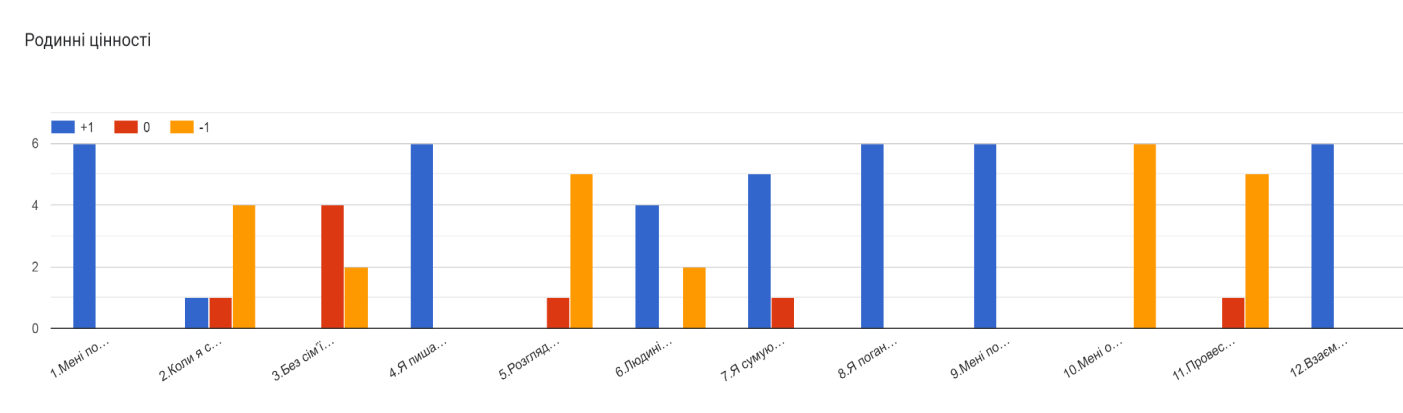 Родинні цінності
+1 0 -1
6
4
2
0
1.Мені по…
2.Коли я с…
3.Без сім'ї…
4.Я пиша…
5.Розгляд…
6.Людині…
7.Я сумую…
8.Я поган…
9.Мені по…
10.Мені о…
11.Провес…
12.Взаєм…